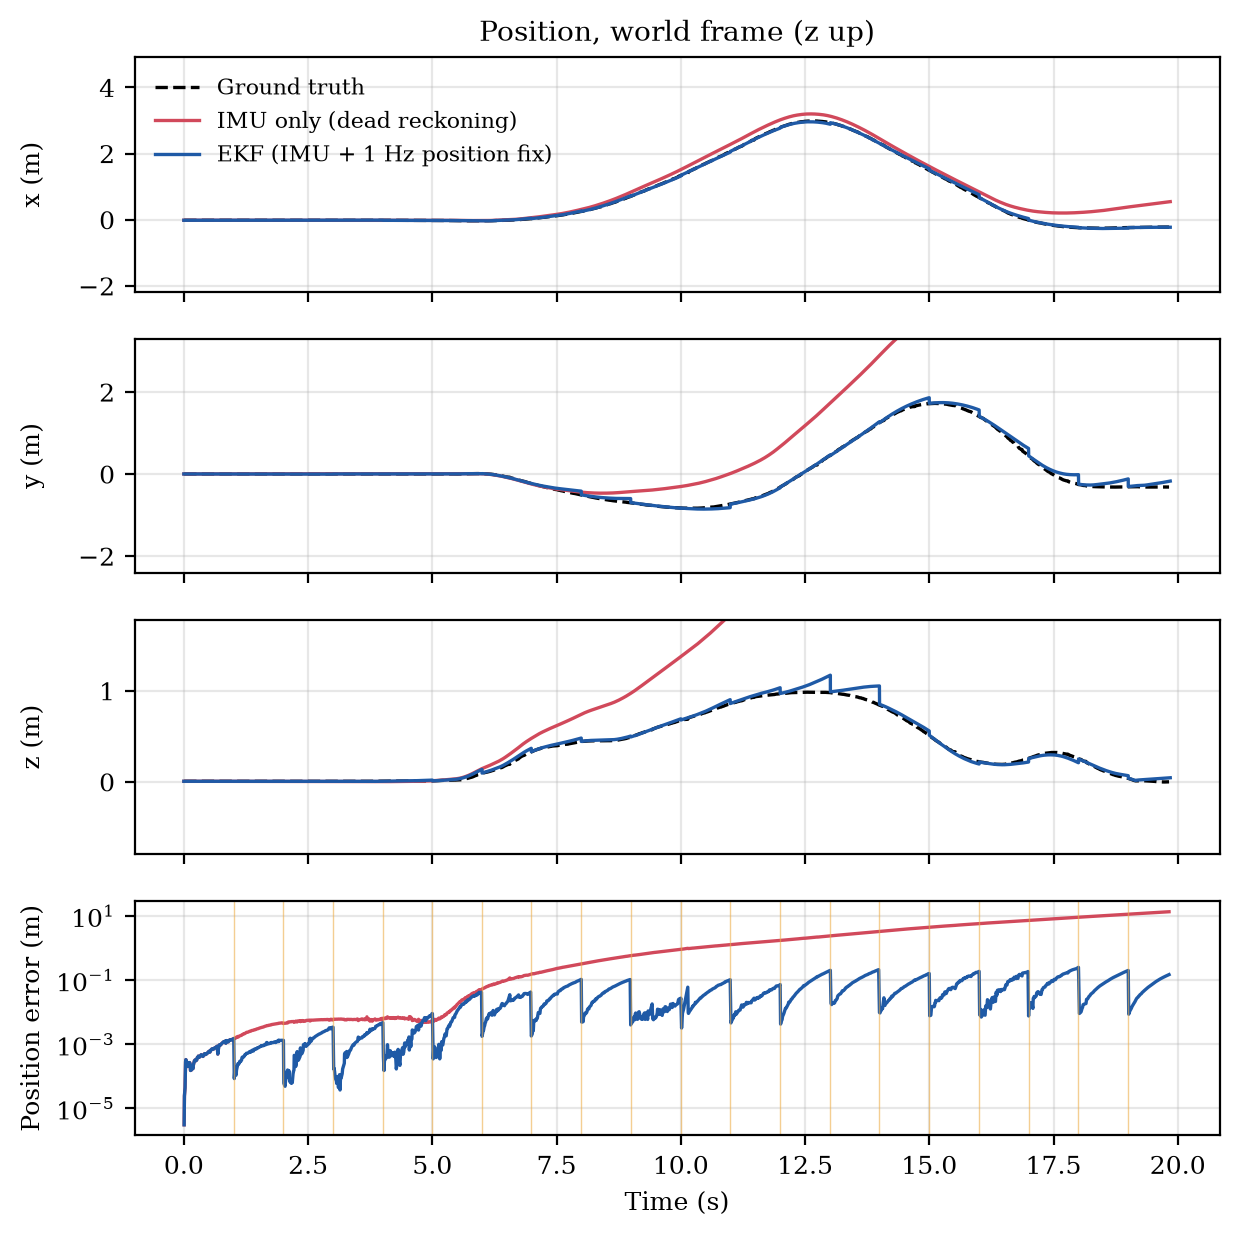 Position, world frame (z up)
x (m)
4
2
0
−2
Ground truth
IMU only (dead reckoning)
EKF (IMU + 1 Hz position fix)
y (m)
2
0
−2
z (m)
1
0
Position error (m)
10¹
10⁻¹
10⁻³
10⁻⁵
0.0 2.5 5.0 7.5 10.0 12.5 15.0 17.5 20.0
Time (s)